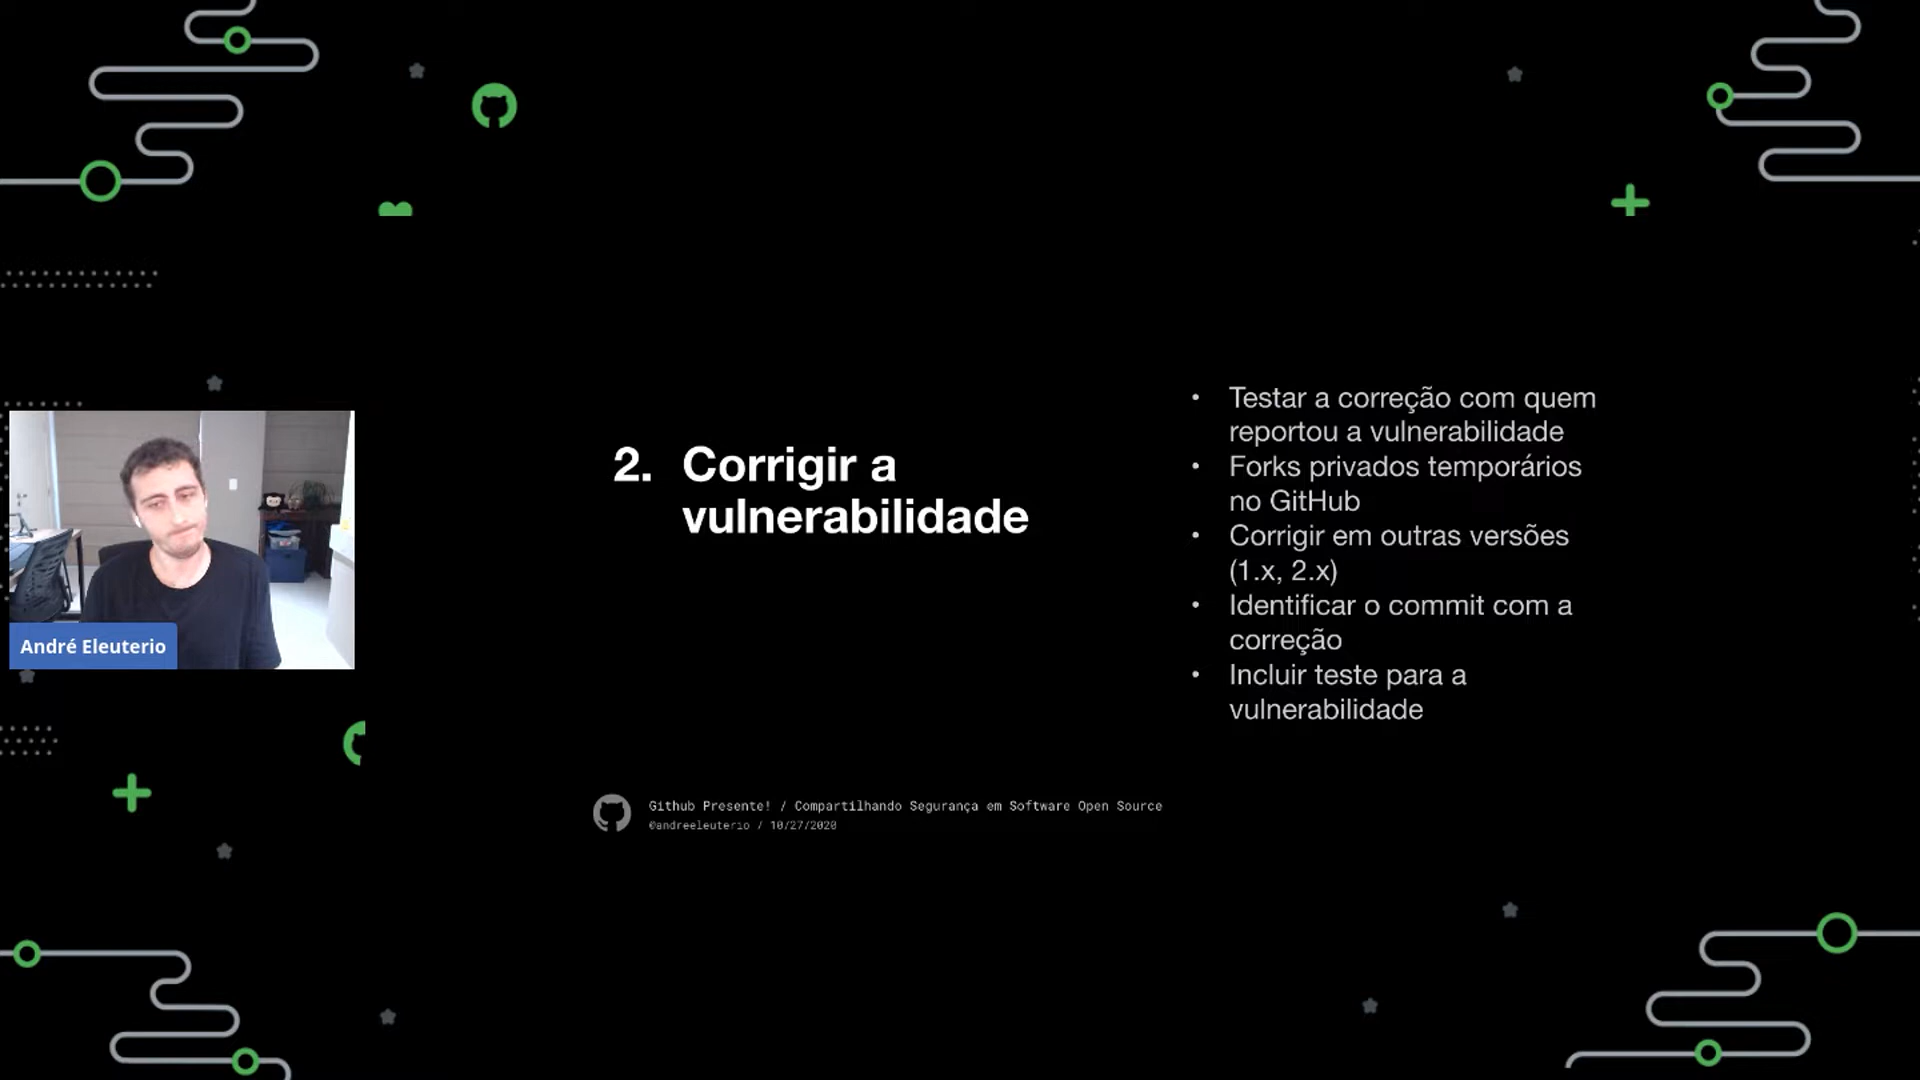 2. Corrigir a
vulnerabilidade
• Testar a correção com quem
reportou a vulnerabilidade
• Forks privados temporários
no GitHub
• Corrigir em outras versões
(1.x, 2.x)
• Identificar o commit com a
correção
• Incluir teste para a
vulnerabilidade
André Eleuterio
Github Presente! / Compartilhando Segurança em Software Open Source
@andreeleuterio / 10/27/2020